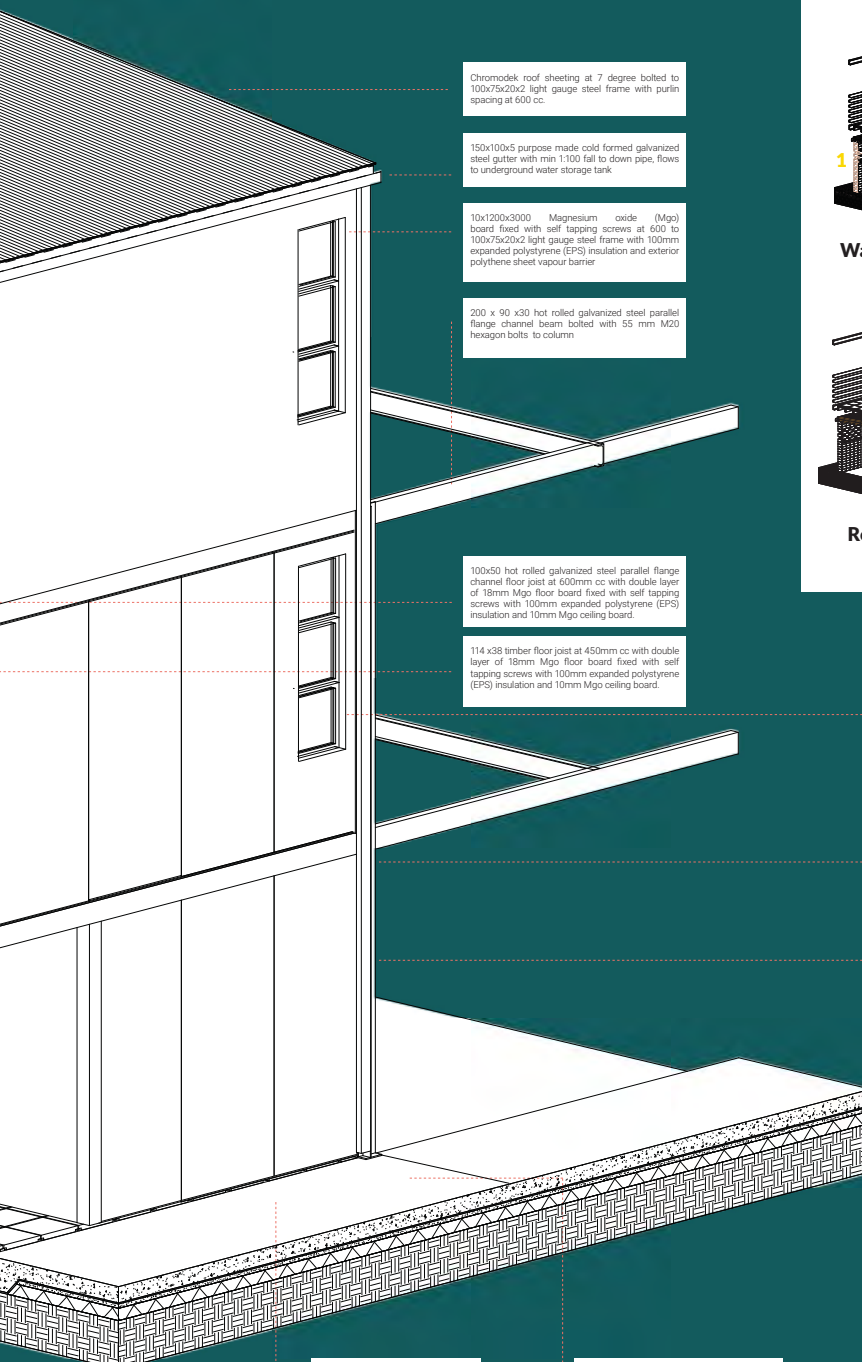 Chromodek roof sheeting at 7 degree bolted to
100x75x20x2 light gauge steel frame with purlin
spacing at 600 cc.
150x100x5 purpose made cold formed galvanized
steel gutter with min 1:100 fall to down pipe, flows
to underground water storage tank
10x1200x3000 Magnesium oxide (Mgo)
board fixed with self tapping screws at 600 to
100x75x20x2 light gauge steel frame with 100mm
expanded polystyrene (EPS) insulation and exterior
polythene sheet vapour barrier
200 x 90 x30 hot rolled galvanized steel parallel
flange channel beam bolted with 55 mm M20
hexagon bolts to column
100x50 hot rolled galvanized steel parallel flange
channel floor joist at 600mm cc with double layer
of 18mm Mgo floor board fixed with self tapping
screws with 100mm expanded polystyrene (EPS)
insulation and 10mm Mgo ceiling board.
114 x38 timber floor joist at 450mm cc with double
layer of 18mm Mgo floor board fixed with self
tapping screws with 100mm expanded polystyrene
(EPS) insulation and 10mm Mgo ceiling board.
1
Wa
Re